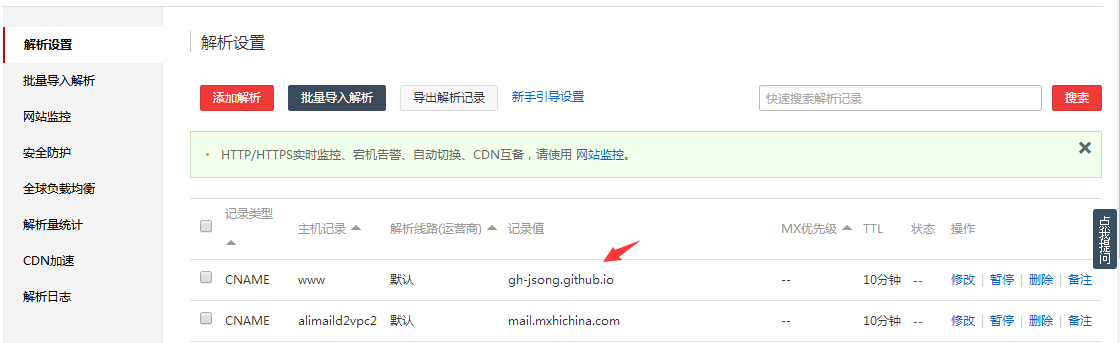 解析设置
批量导入解析
网站监控
安全防护
全球负载均衡
解析量统计
CDN加速
解析日志
解析设置
添加解析 批量导入解析 导出解析记录 新手引导设置 快速搜索解析记录 搜索
HTTP/HTTPS实时监控、宕机告警、自动切换、CDN互备，请使用 网站监控。
记录类型 主机记录 解析线路(运营商) 记录值 MX优先级 TTL 状态 操作
CNAME www 默认 gh-jsong.github.io -- 10分钟 -- 修改 | 暂停 | 删除 | 备注
CNAME alimaild2vpc2 默认 mail.mxhichina.com -- 10分钟 -- 修改 | 暂停 | 删除 | 备注
点我提问